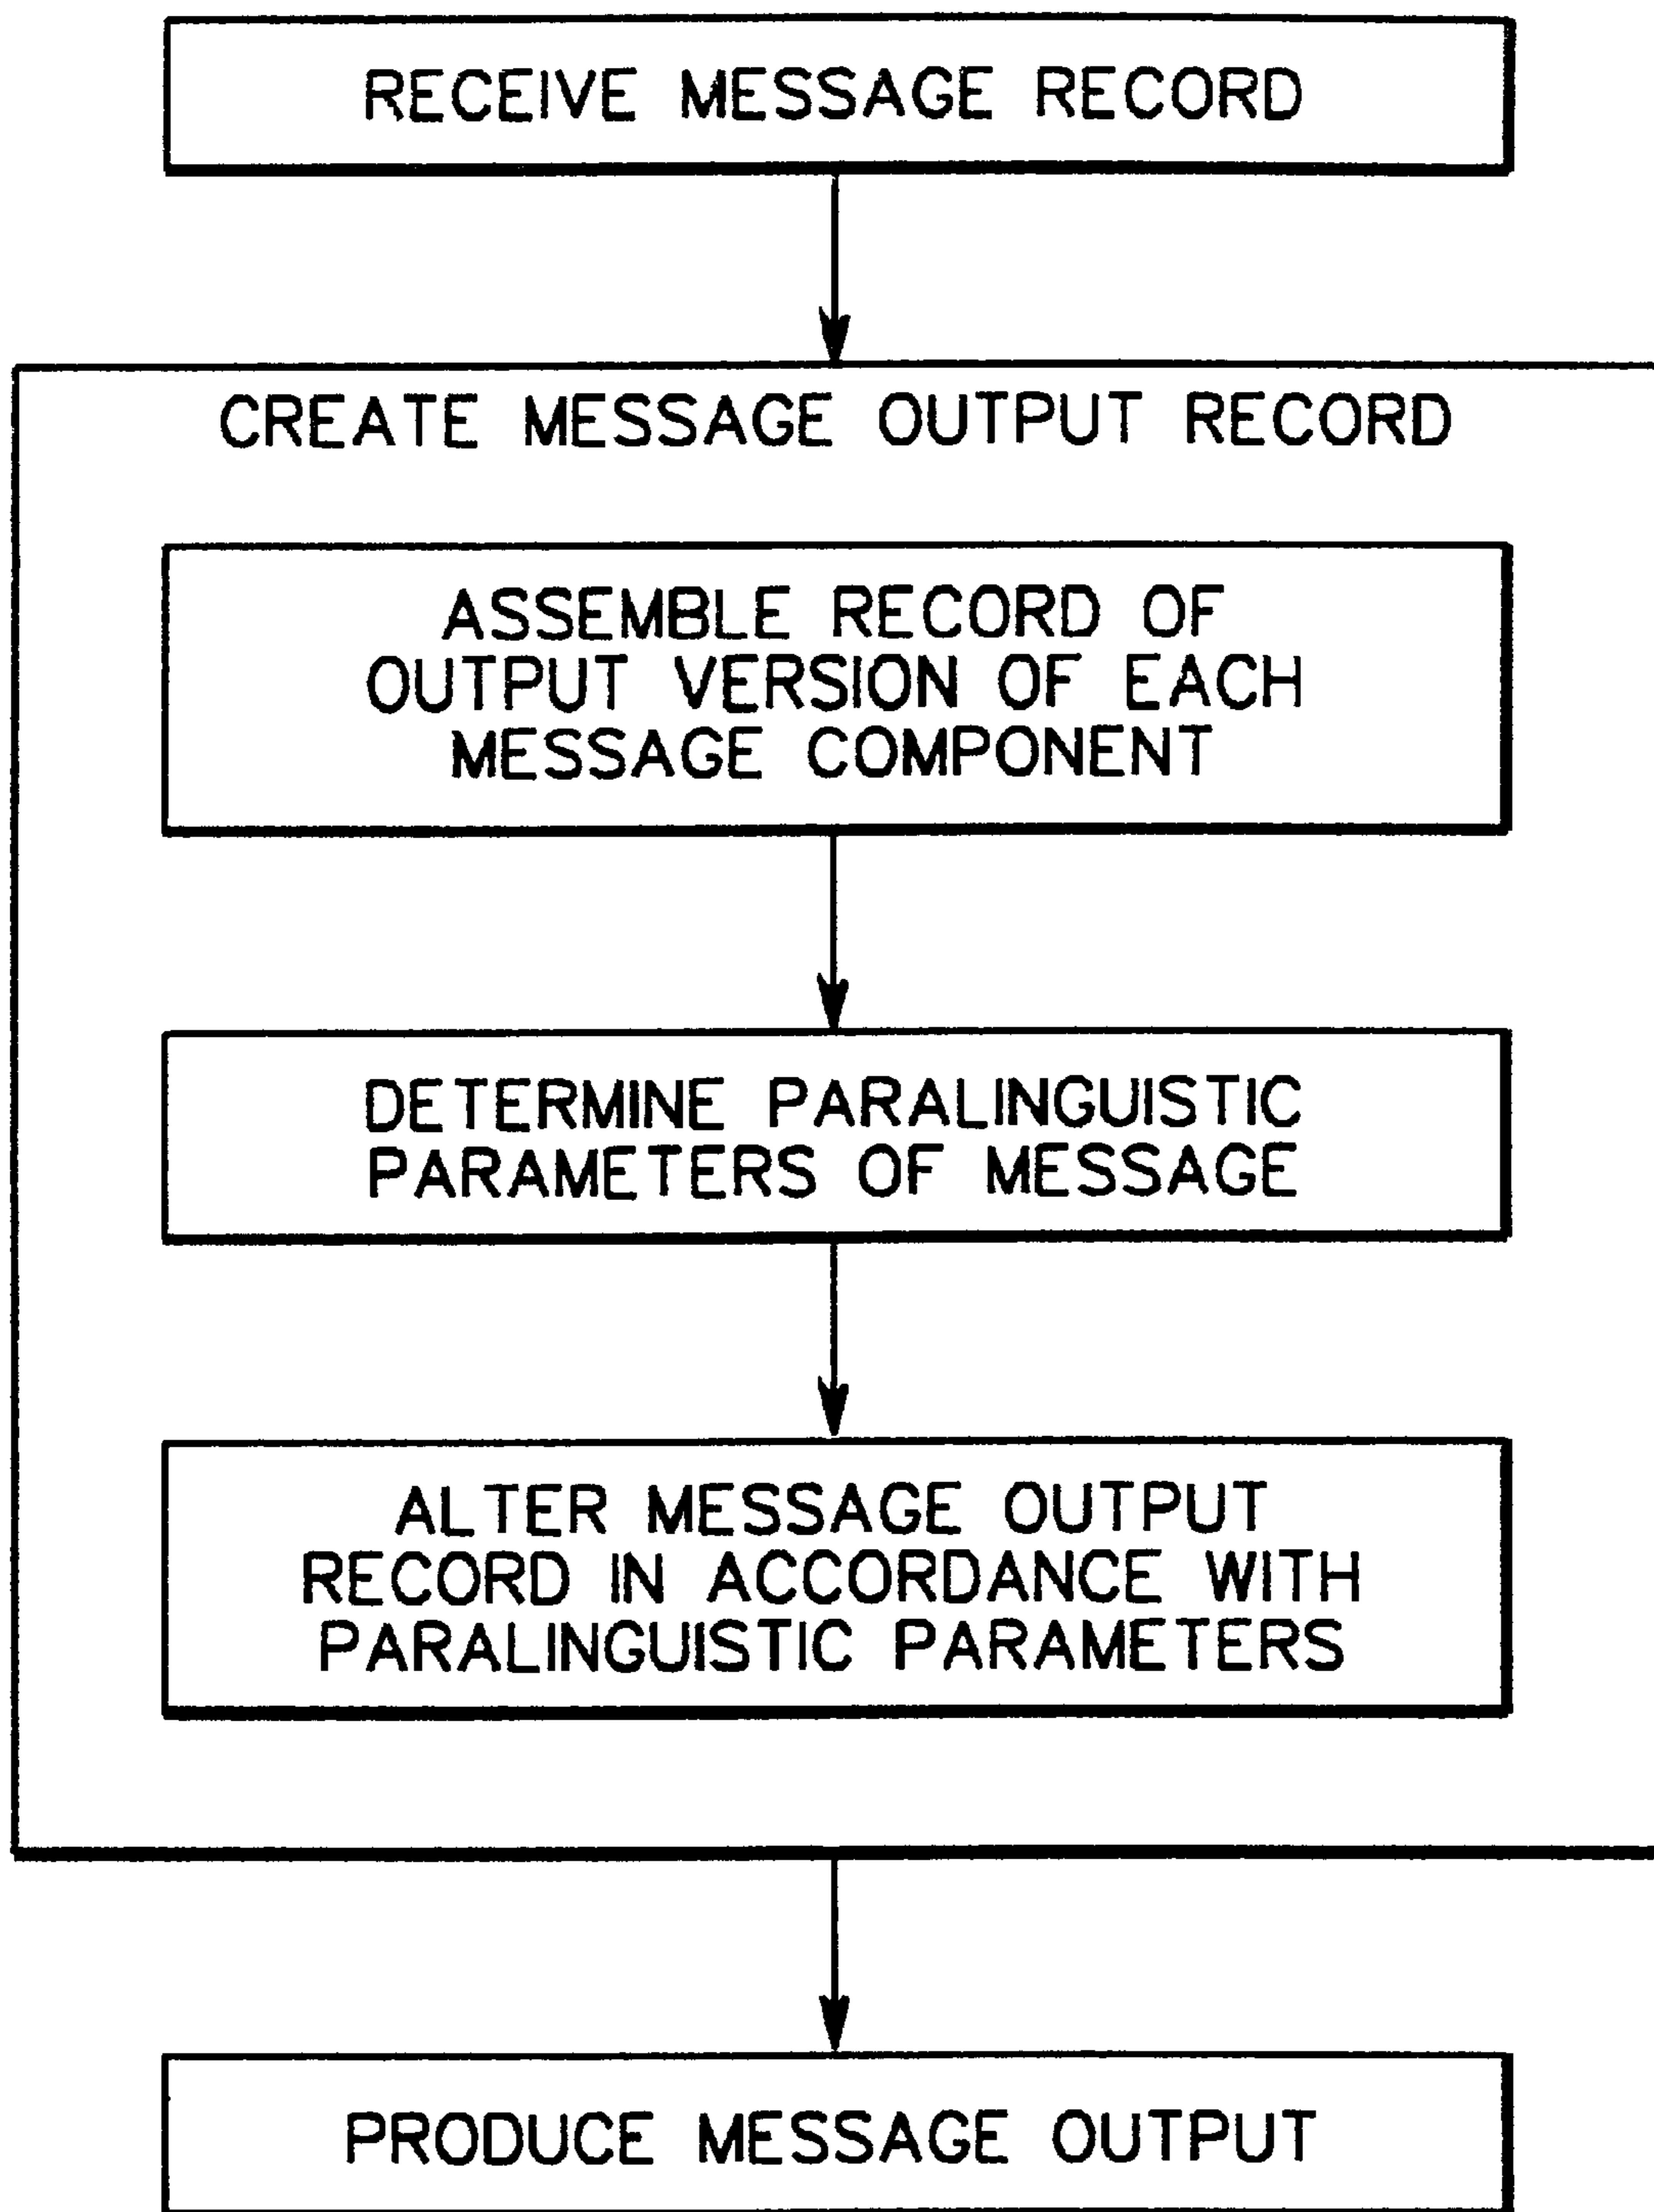 RECEIVE MESSAGE RECORD
CREATE MESSAGE OUTPUT RECORD
ASSEMBLE RECORD OF
OUTPUT VERSION OF EACH
MESSAGE COMPONENT
DETERMINE PARALINGUISTIC
PARAMETERS OF MESSAGE
ALTER MESSAGE OUTPUT
RECORD IN ACCORDANCE WITH
PARALINGUISTIC PARAMETERS
PRODUCE MESSAGE OUTPUT